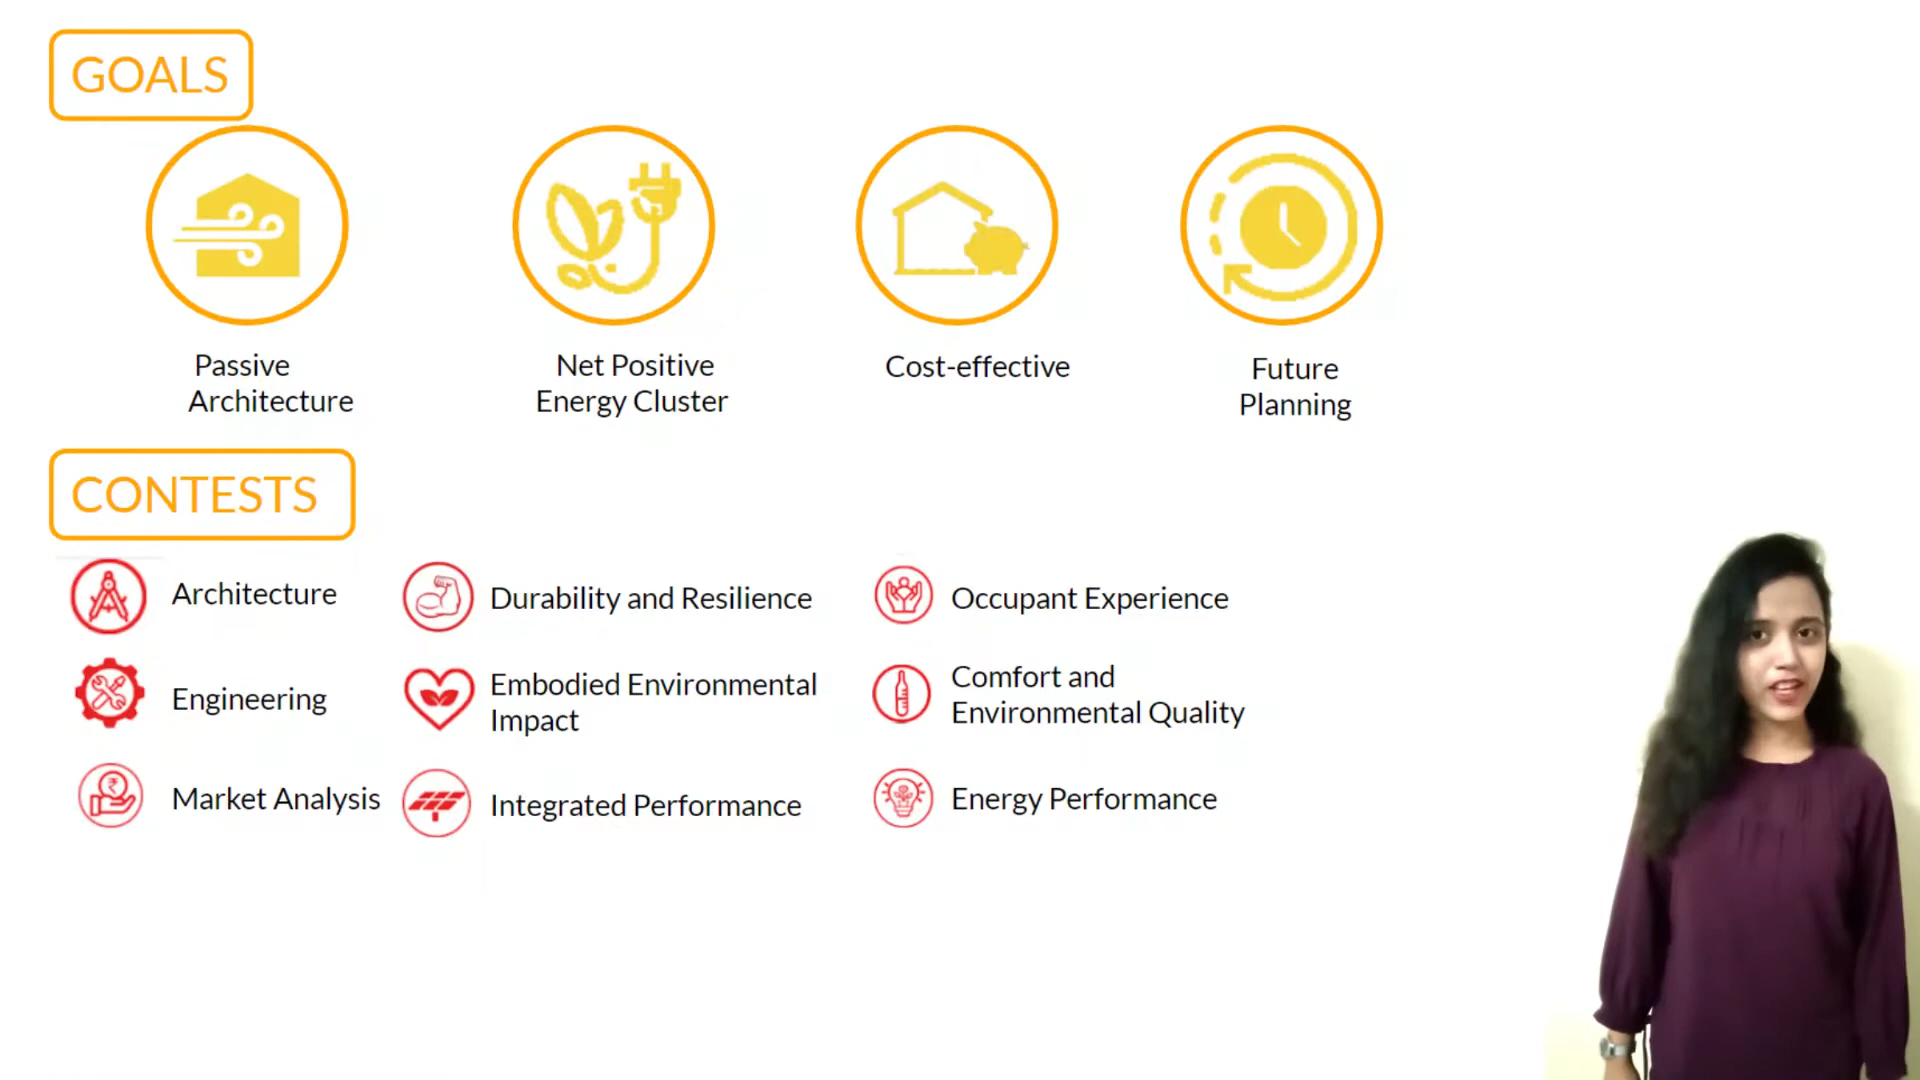 GOALS
Passive
Architecture
Net Positive
Energy Cluster
Cost-effective
Future
Planning
CONTESTS
Architecture
Durability and Resilience
Occupant Experience
Engineering
Embodied Environmental
Impact
Comfort and
Environmental Quality
Market Analysis
Integrated Performance
Energy Performance